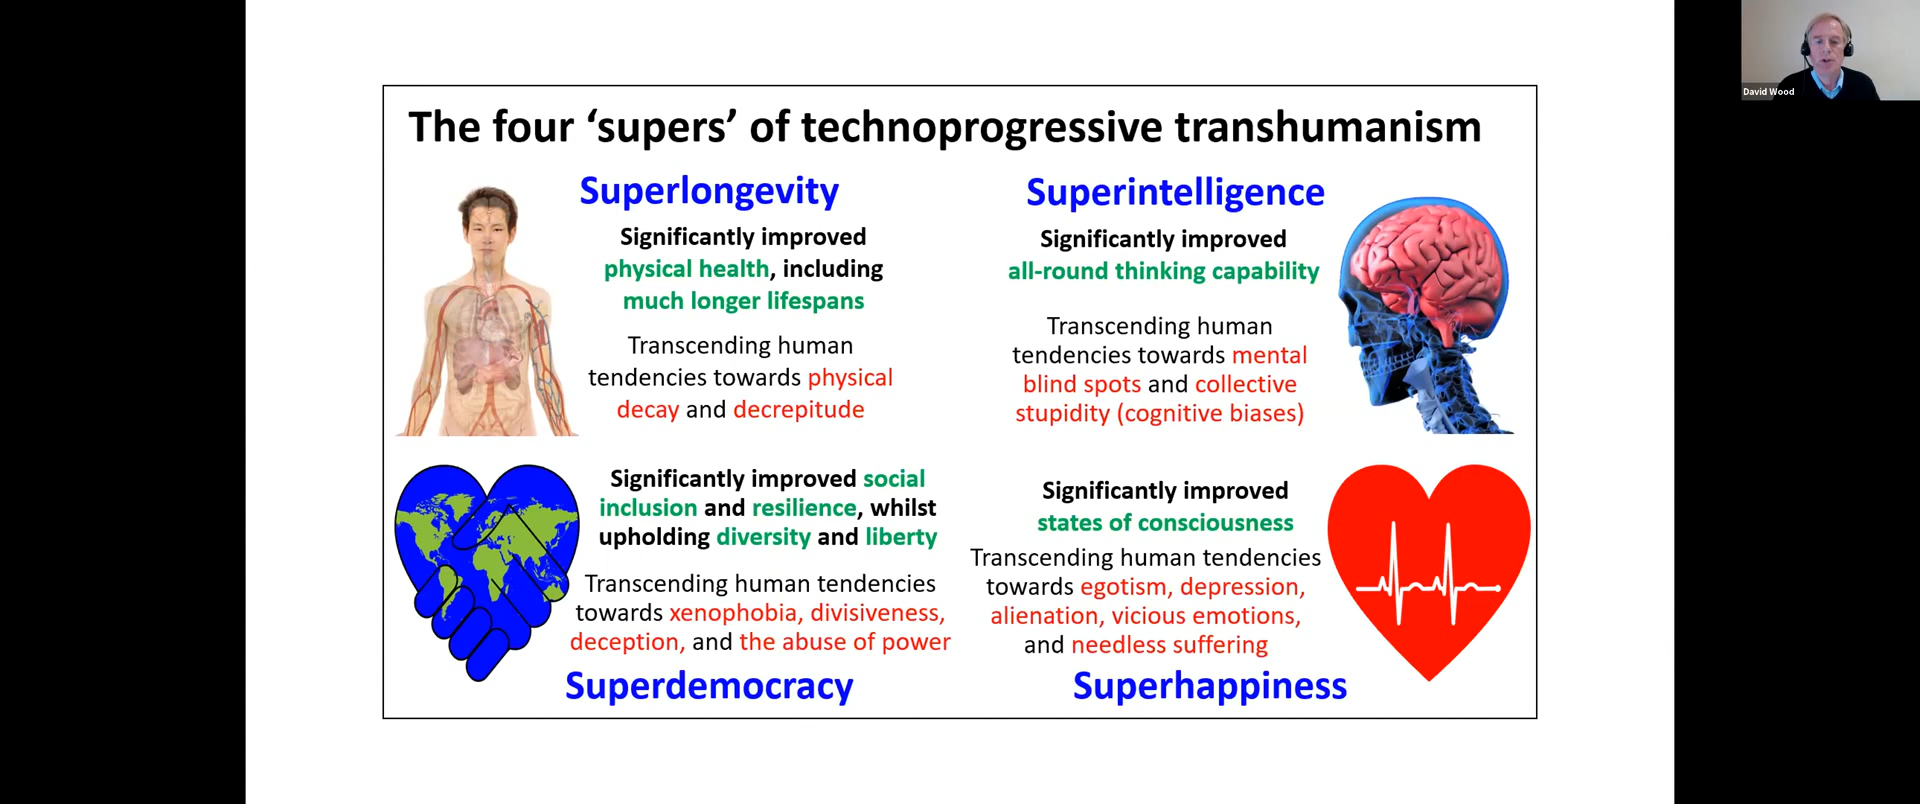 The four ‘supers’ of technoprogressive transhumanism
Superlongevity
Significantly improved
physical health, including
much longer lifespans
Transcending human
tendencies towards physical
decay and decrepitude
Superintelligence
Significantly improved
all-round thinking capability
Transcending human
tendencies towards mental
blind spots and collective
stupidity (cognitive biases)
Significantly improved social
inclusion and resilience, whilst
upholding diversity and liberty
Transcending human tendencies
towards xenophobia, divisiveness,
deception, and the abuse of power
Superdemocracy
Significantly improved
states of consciousness
Transcending human tendencies
towards egotism, depression,
alienation, vicious emotions,
and needless suffering
Superhappiness
David Wood